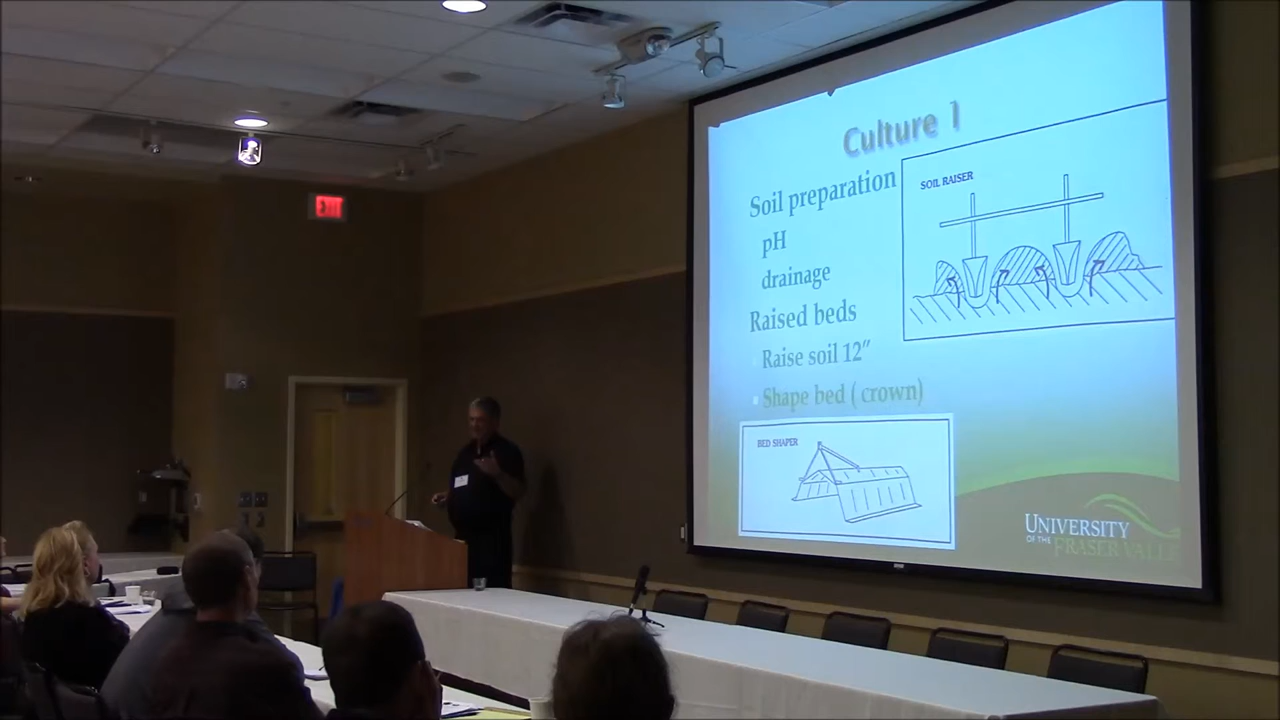 EXIT
Culture 1
Soil preparation
pH
drainage
Raised beds
Raise soil 12"
Shape bed ( crown)
SOIL RAISER
BED SHAPER
UNIVERSITY
OF THE FRASER VALLEY